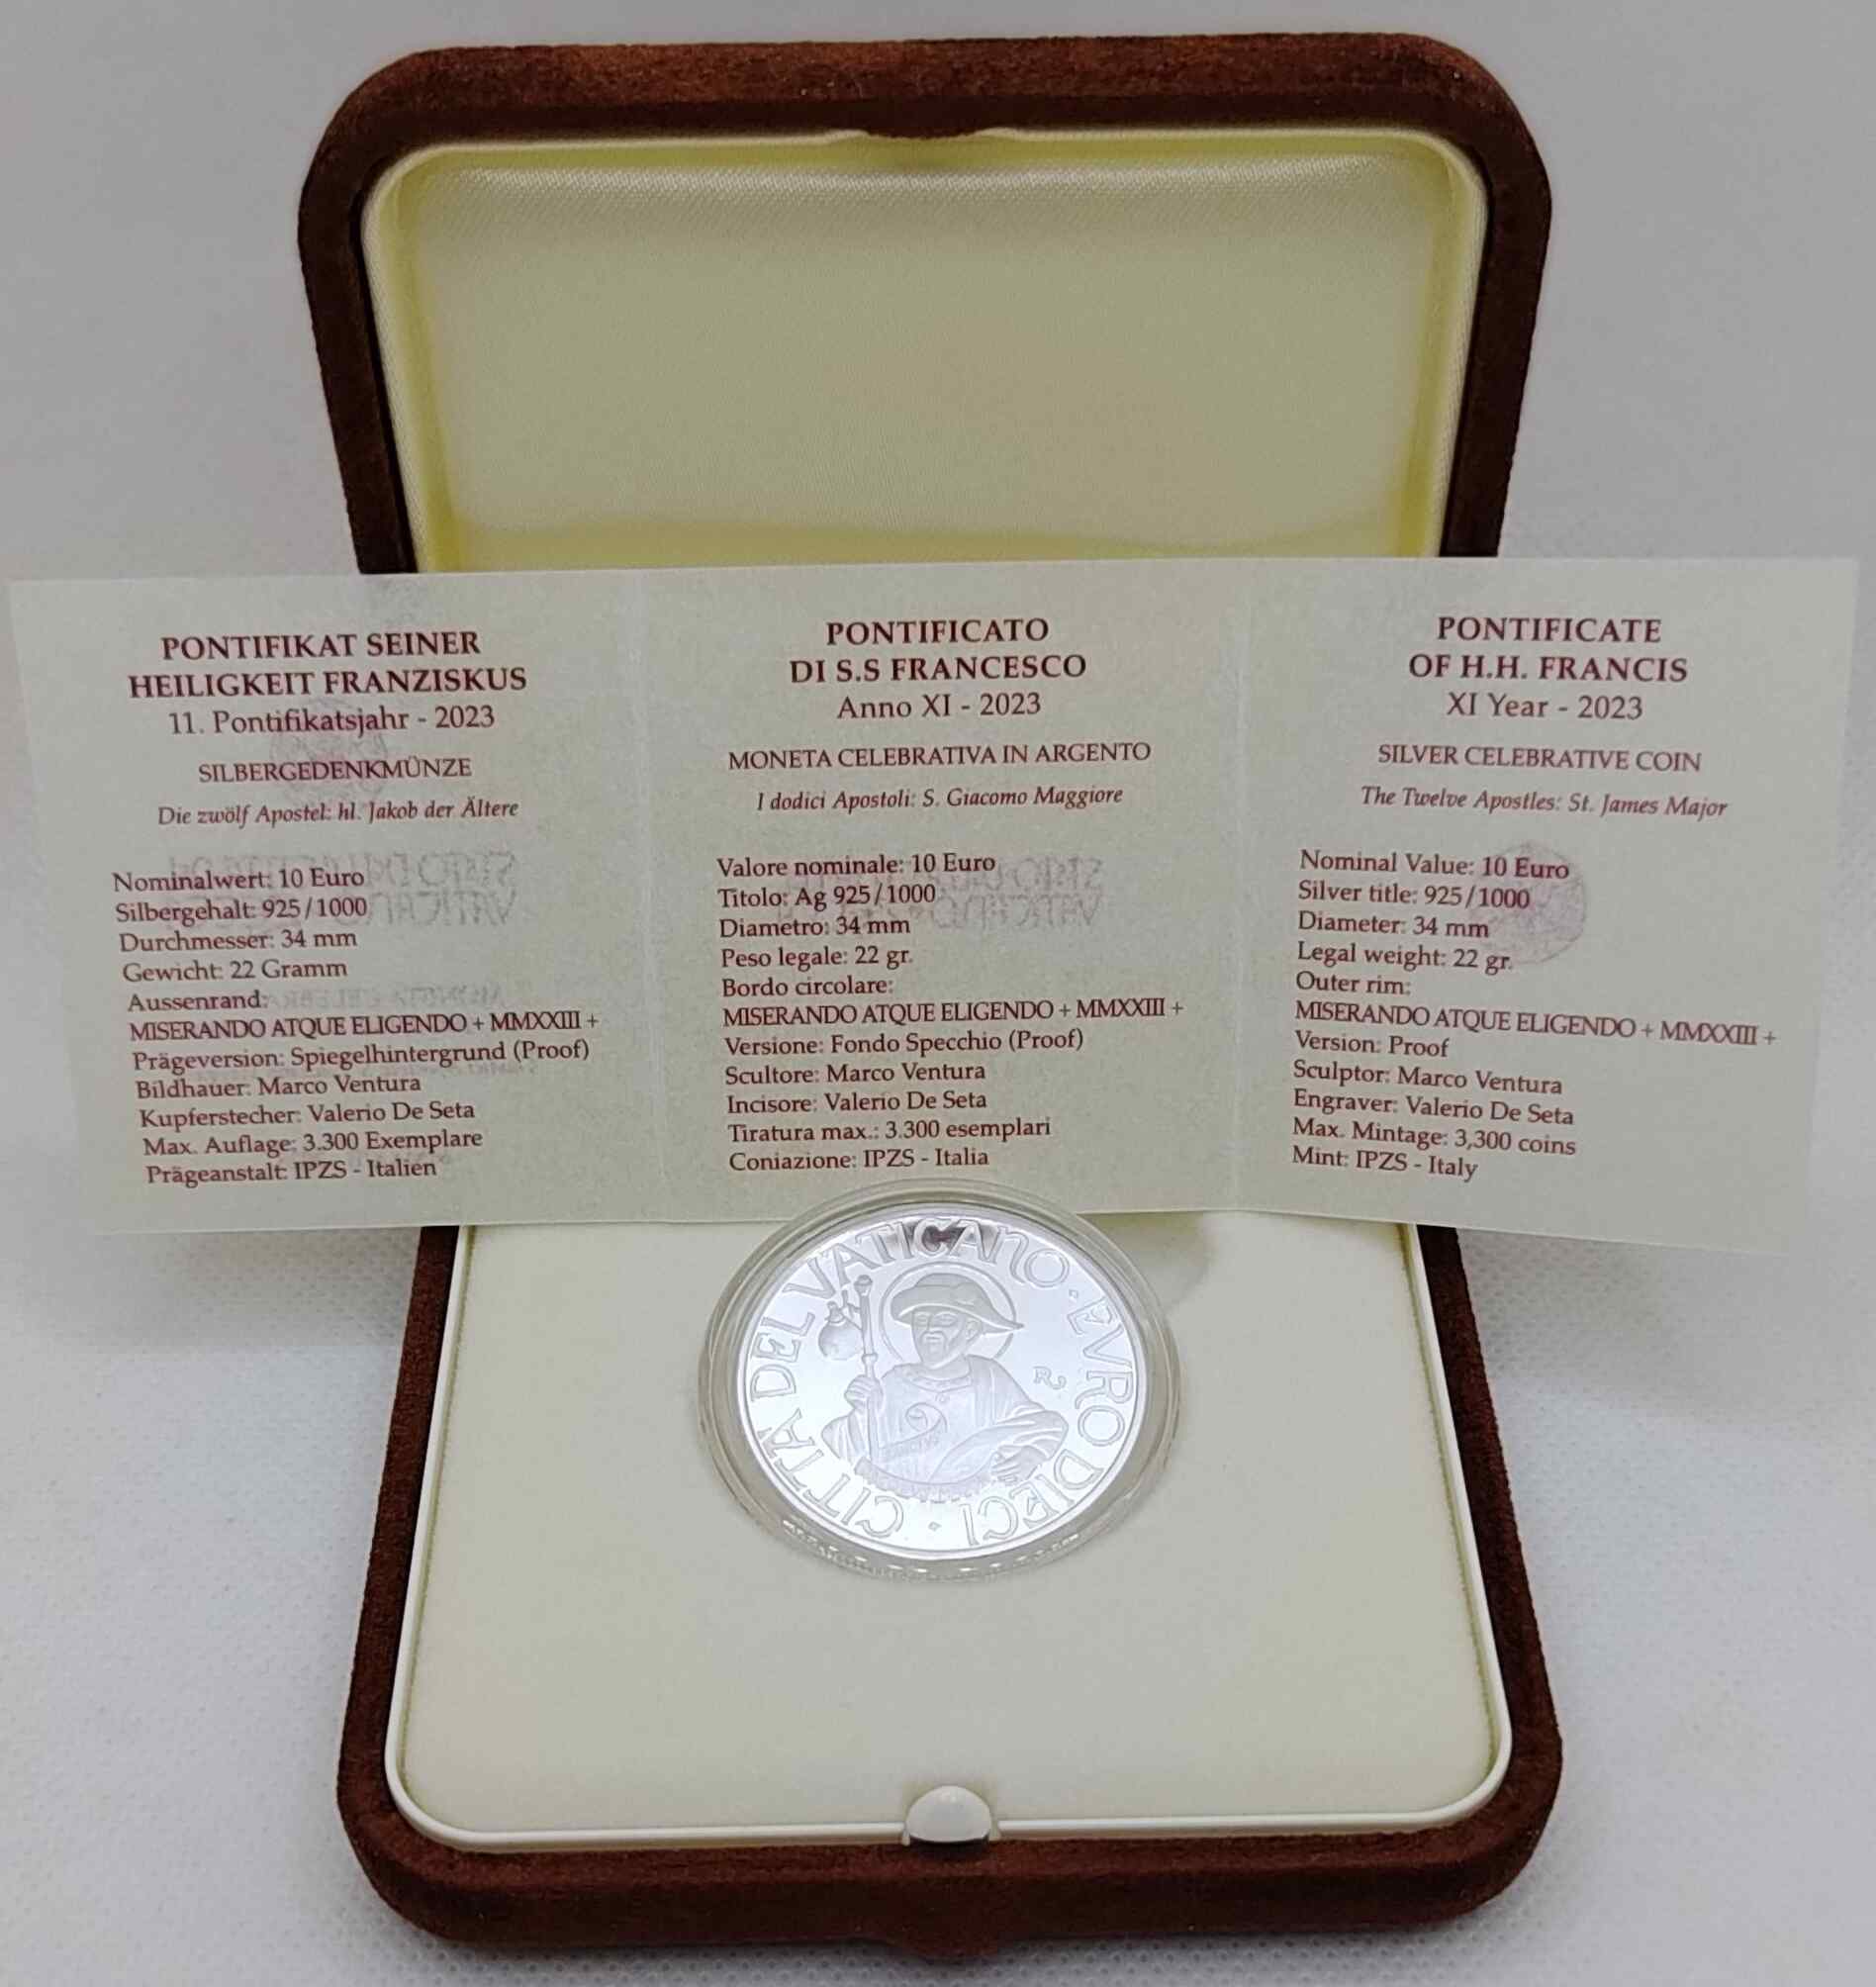 PONTIFIKAT SEINER
HEILIGKEIT FRANZISKUS
11. Pontifikatsjahr - 2023
SILBERGEDENKMÜNZE
Die zwölf Apostel: hl. Jakob der Ältere
Nominalwert: 10 Euro
Silbergehalt: 925/1000
Durchmesser: 34 mm
Gewicht: 22 Gramm
Aussenrand:
MISERANDO ATQUE ELIGENDO + MMXXIII +
Prägeversion: Spiegelhintergrund (Proof)
Bildhauer: Marco Ventura
Kupferstecher: Valerio De Seta
Max. Auflage: 3.300 Exemplare
Prägeanstalt: IPZS - Italien
PONTIFICATO
DI S.S FRANCESCO
Anno XI - 2023
MONETA CELEBRATIVA IN ARGENTO
I dodici Apostoli: S. Giacomo Maggiore
Valore nominale: 10 Euro
Titolo: Ag 925/1000
Diametro: 34 mm
Peso legale: 22 gr.
Bordo circolare:
MISERANDO ATQUE ELIGENDO + MMXXIII +
Versione: Fondo Specchio (Proof)
Scultore: Marco Ventura
Incisore: Valerio De Seta
Tiratura max.: 3.300 esemplari
Coniazione: IPZS - Italia
PONTIFICATE
OF H.H. FRANCIS
XI Year - 2023
SILVER CELEBRATIVE COIN
The Twelve Apostles: St. James Major
Nominal Value: 10 Euro
Silver title: 925/1000
Diameter: 34 mm
Legal weight: 22 gr.
Outer rim:
MISERANDO ATQUE ELIGENDO + MMXXIII +
Version: Proof
Sculptor: Marco Ventura
Engraver: Valerio De Seta
Max. Mintage: 3,300 coins
Mint: IPZS - Italy
CITTA DEL VATICANO · EVRO DIECI ·
R